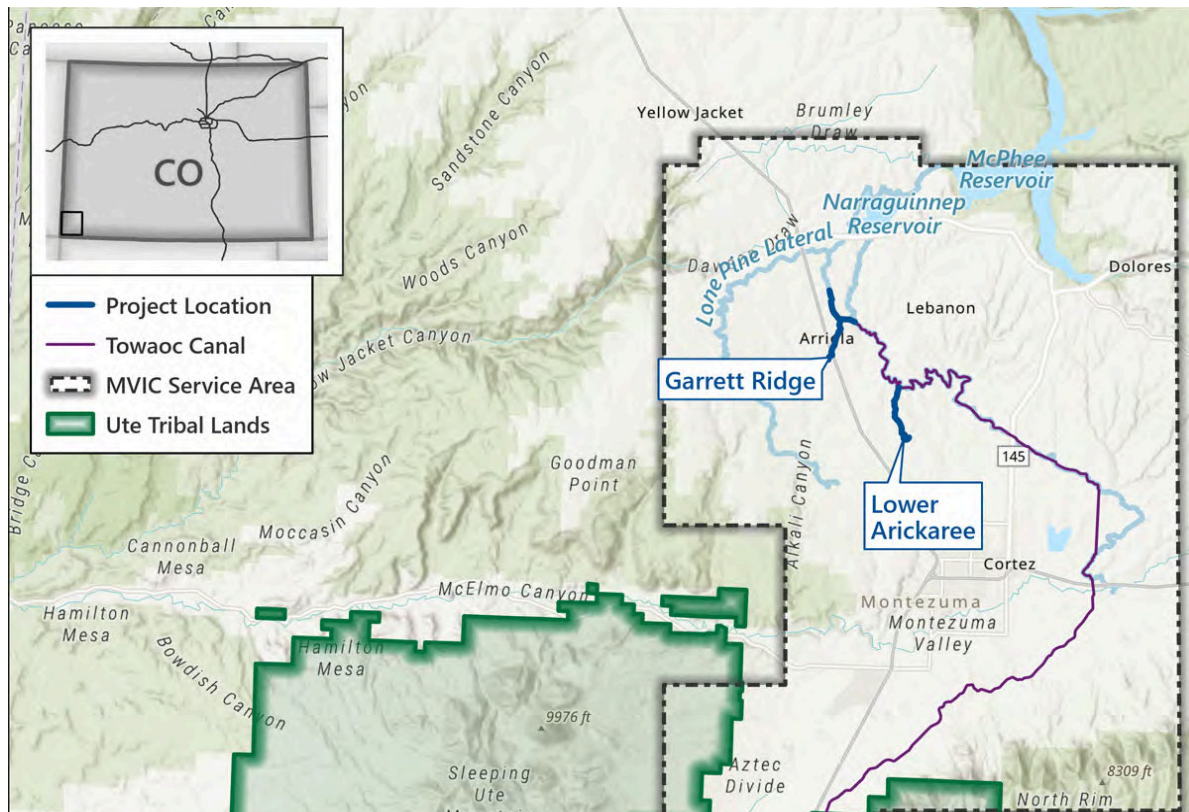 CO
Project Location
Towaoc Canal
MVIC Service Area
Ute Tribal Lands
Sandstone Canyon
Yellow Jacket
Brumley
Draw
McPhee
Reservoir
Narraguinnep
Reservoir
Woods Canyon
Lone Pine Lateral
Draw
Dolores
Lebanon
Jacket Canyon
Arriola
Garrett Ridge
145
Goodman
Point
Alkali Canyon
Lower
Arickaree
Bridge
Moccasin Canyon
Cannonball
Mesa
Cortez
McElmo Canyon
Hamilton
Mesa
Montezuma
Montezuma
Valley
Hamilton
Mesa
Bowdish Canyon
9976 ft
Sleeping
Ute
Aztec
Divide
8309 ft
North Rim